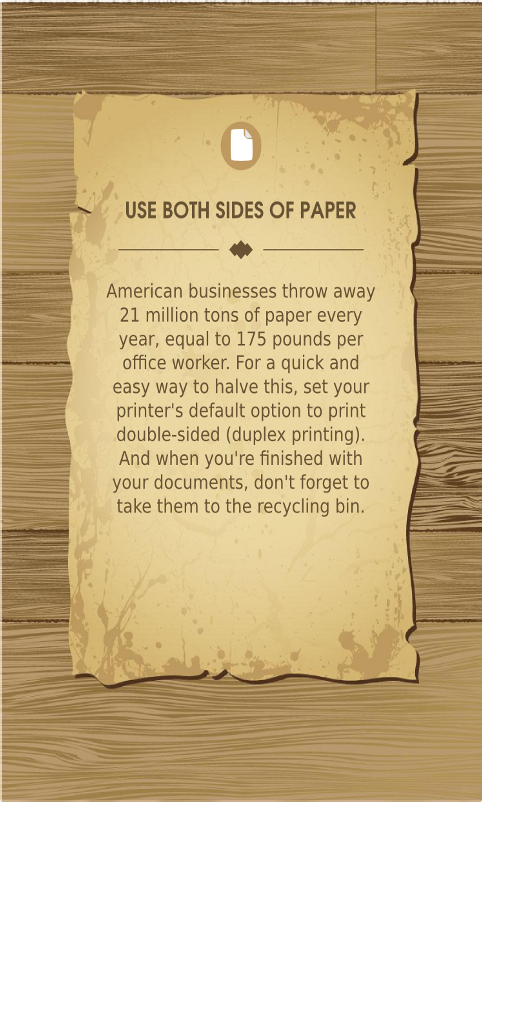 USE BOTH SIDES OF PAPER
American businesses throw away
21 million tons of paper every
year, equal to 175 pounds per
office worker. For a quick and
easy way to halve this, set your
printer's default option to print
double-sided (duplex printing).
And when you're finished with
your documents, don't forget to
take them to the recycling bin.